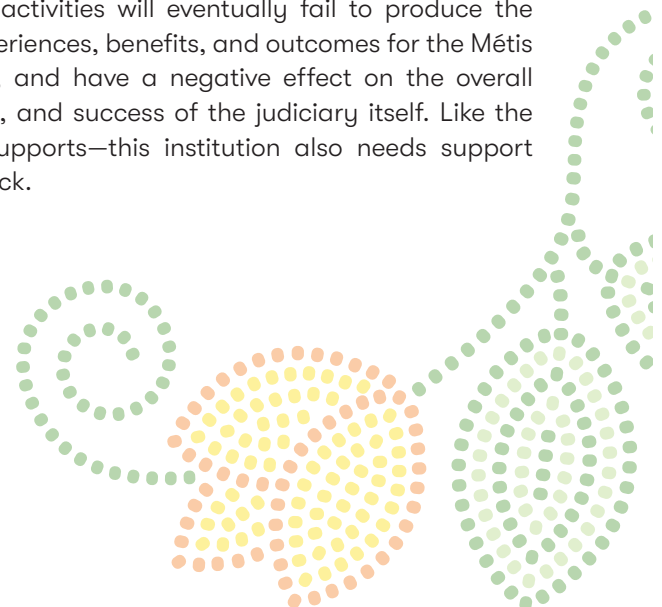 activities will eventually fail to produce the
eriences, benefits, and outcomes for the Métis
and have a negative effect on the overall
, and success of the judiciary itself. Like the
upports—this institution also needs support
ck.